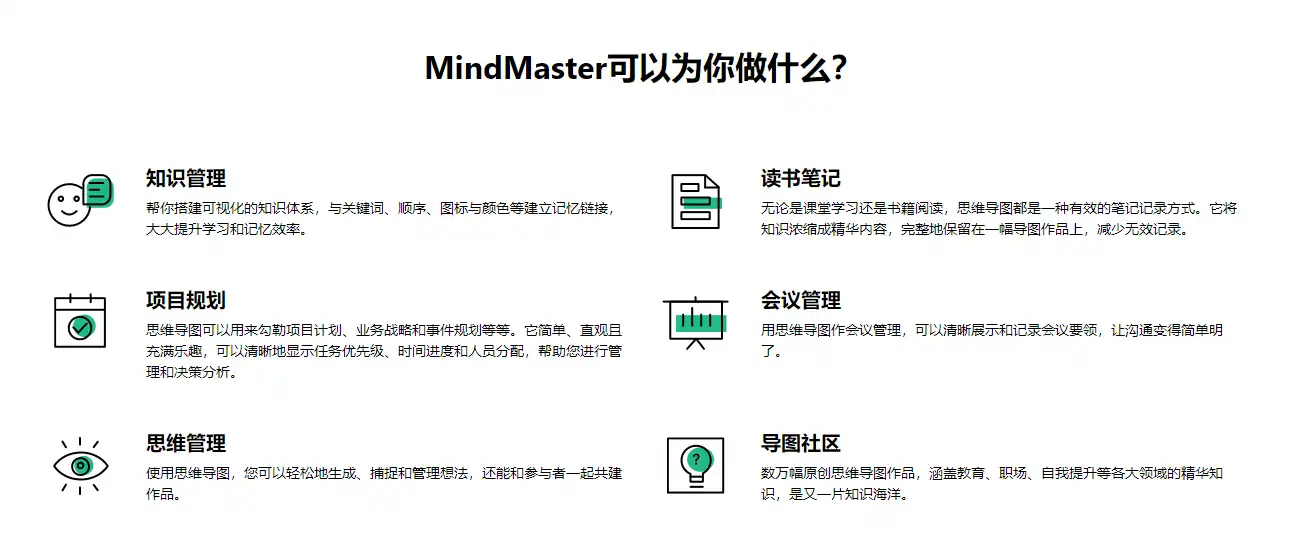 MindMaster可以为你做什么?
知识管理
帮你搭建可视化的知识体系，与关键词、顺序、图标与颜色等建立记忆链接，
大大提升学习和记忆效率。
读书笔记
无论是课堂学习还是书籍阅读，思维导图都是一种有效的笔记记录方式。它将
知识浓缩成精华内容，完整地保留在一幅导图作品上，减少无效记录。
项目规划
思维导图可以用来勾勒项目计划、业务战略和事件规划等等。它简单、直观且
充满乐趣，可以清晰地显示任务优先级、时间进度和人员分配，帮助您进行管
理和决策分析。
会议管理
用思维导图作会议管理，可以清晰展示和记录会议要领，让沟通变得简单明
了。
思维管理
使用思维导图，您可以轻松地生成、捕捉和管理想法，还能和参与者一起共建
作品。
?
导图社区
数万幅原创思维导图作品，涵盖教育、职场、自我提升等各大领域的精华知
识，是又一片知识海洋。